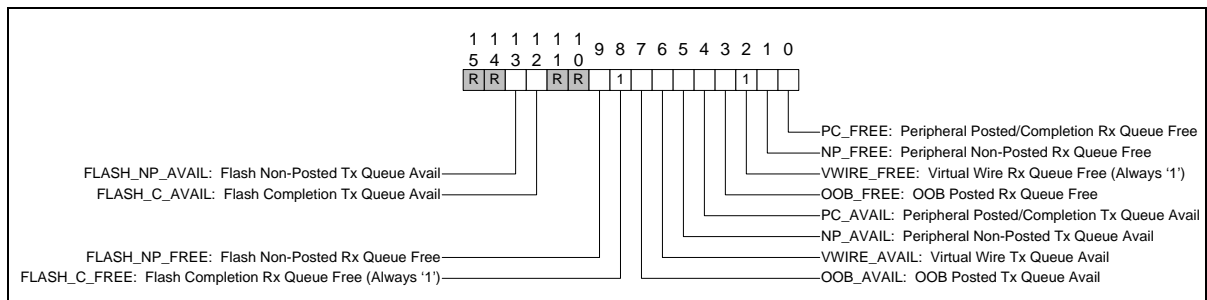 1 1 1 1 1 1
5 4 3 2 1 0 9 8 7 6 5 4 3 2 1 0
R R R R 1 1
PC_FREE: Peripheral Posted/Completion Rx Queue Free
NP_FREE: Peripheral Non-Posted Rx Queue Free
FLASH_NP_AVAIL: Flash Non-Posted Tx Queue Avail
VWIRE_FREE: Virtual Wire Rx Queue Free (Always ‘1’)
FLASH_C_AVAIL: Flash Completion Tx Queue Avail
OOB_FREE: OOB Posted Rx Queue Free
PC_AVAIL: Peripheral Posted/Completion Tx Queue Avail
NP_AVAIL: Peripheral Non-Posted Tx Queue Avail
FLASH_NP_FREE: Flash Non-Posted Rx Queue Free
VWIRE_AVAIL: Virtual Wire Tx Queue Avail
FLASH_C_FREE: Flash Completion Rx Queue Free (Always ‘1’)
OOB_AVAIL: OOB Posted Tx Queue Avail